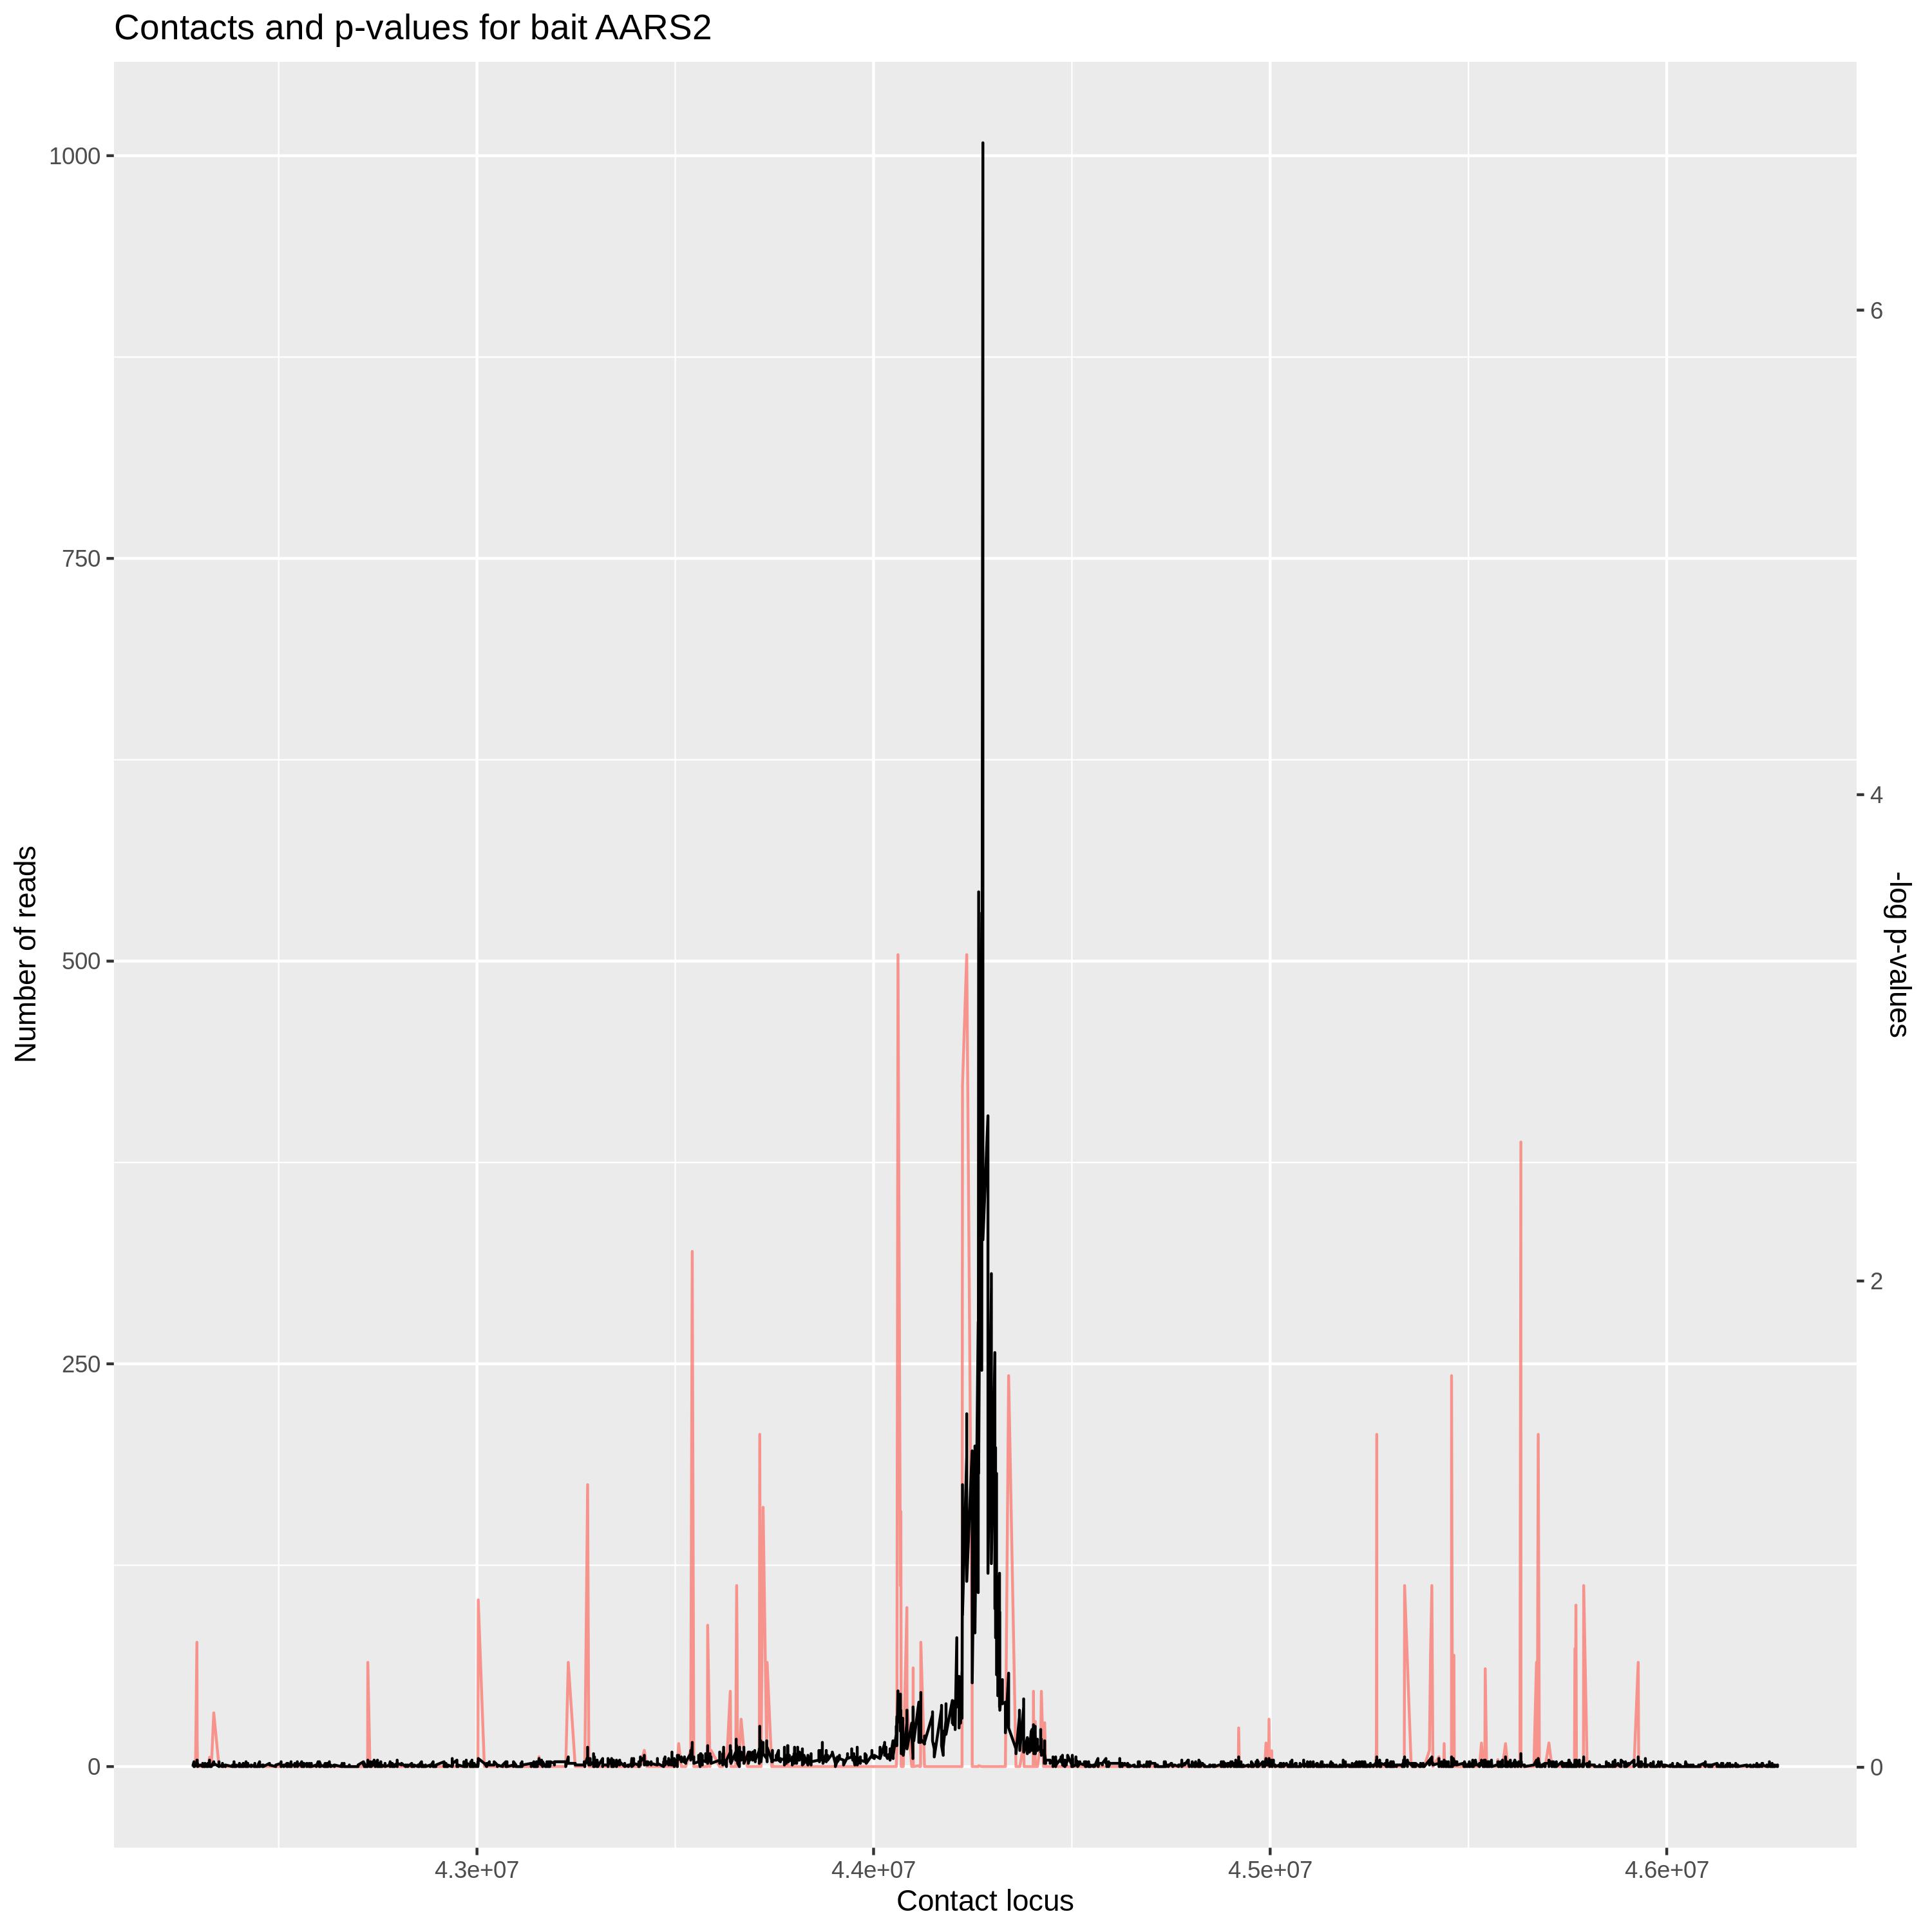 Contacts and p-values for bait AARS2
1000
750
500
250
0
Number of reads
6
4
2
0
-log p-values
4.3e+07
4.4e+07
4.5e+07
4.6e+07
Contact locus